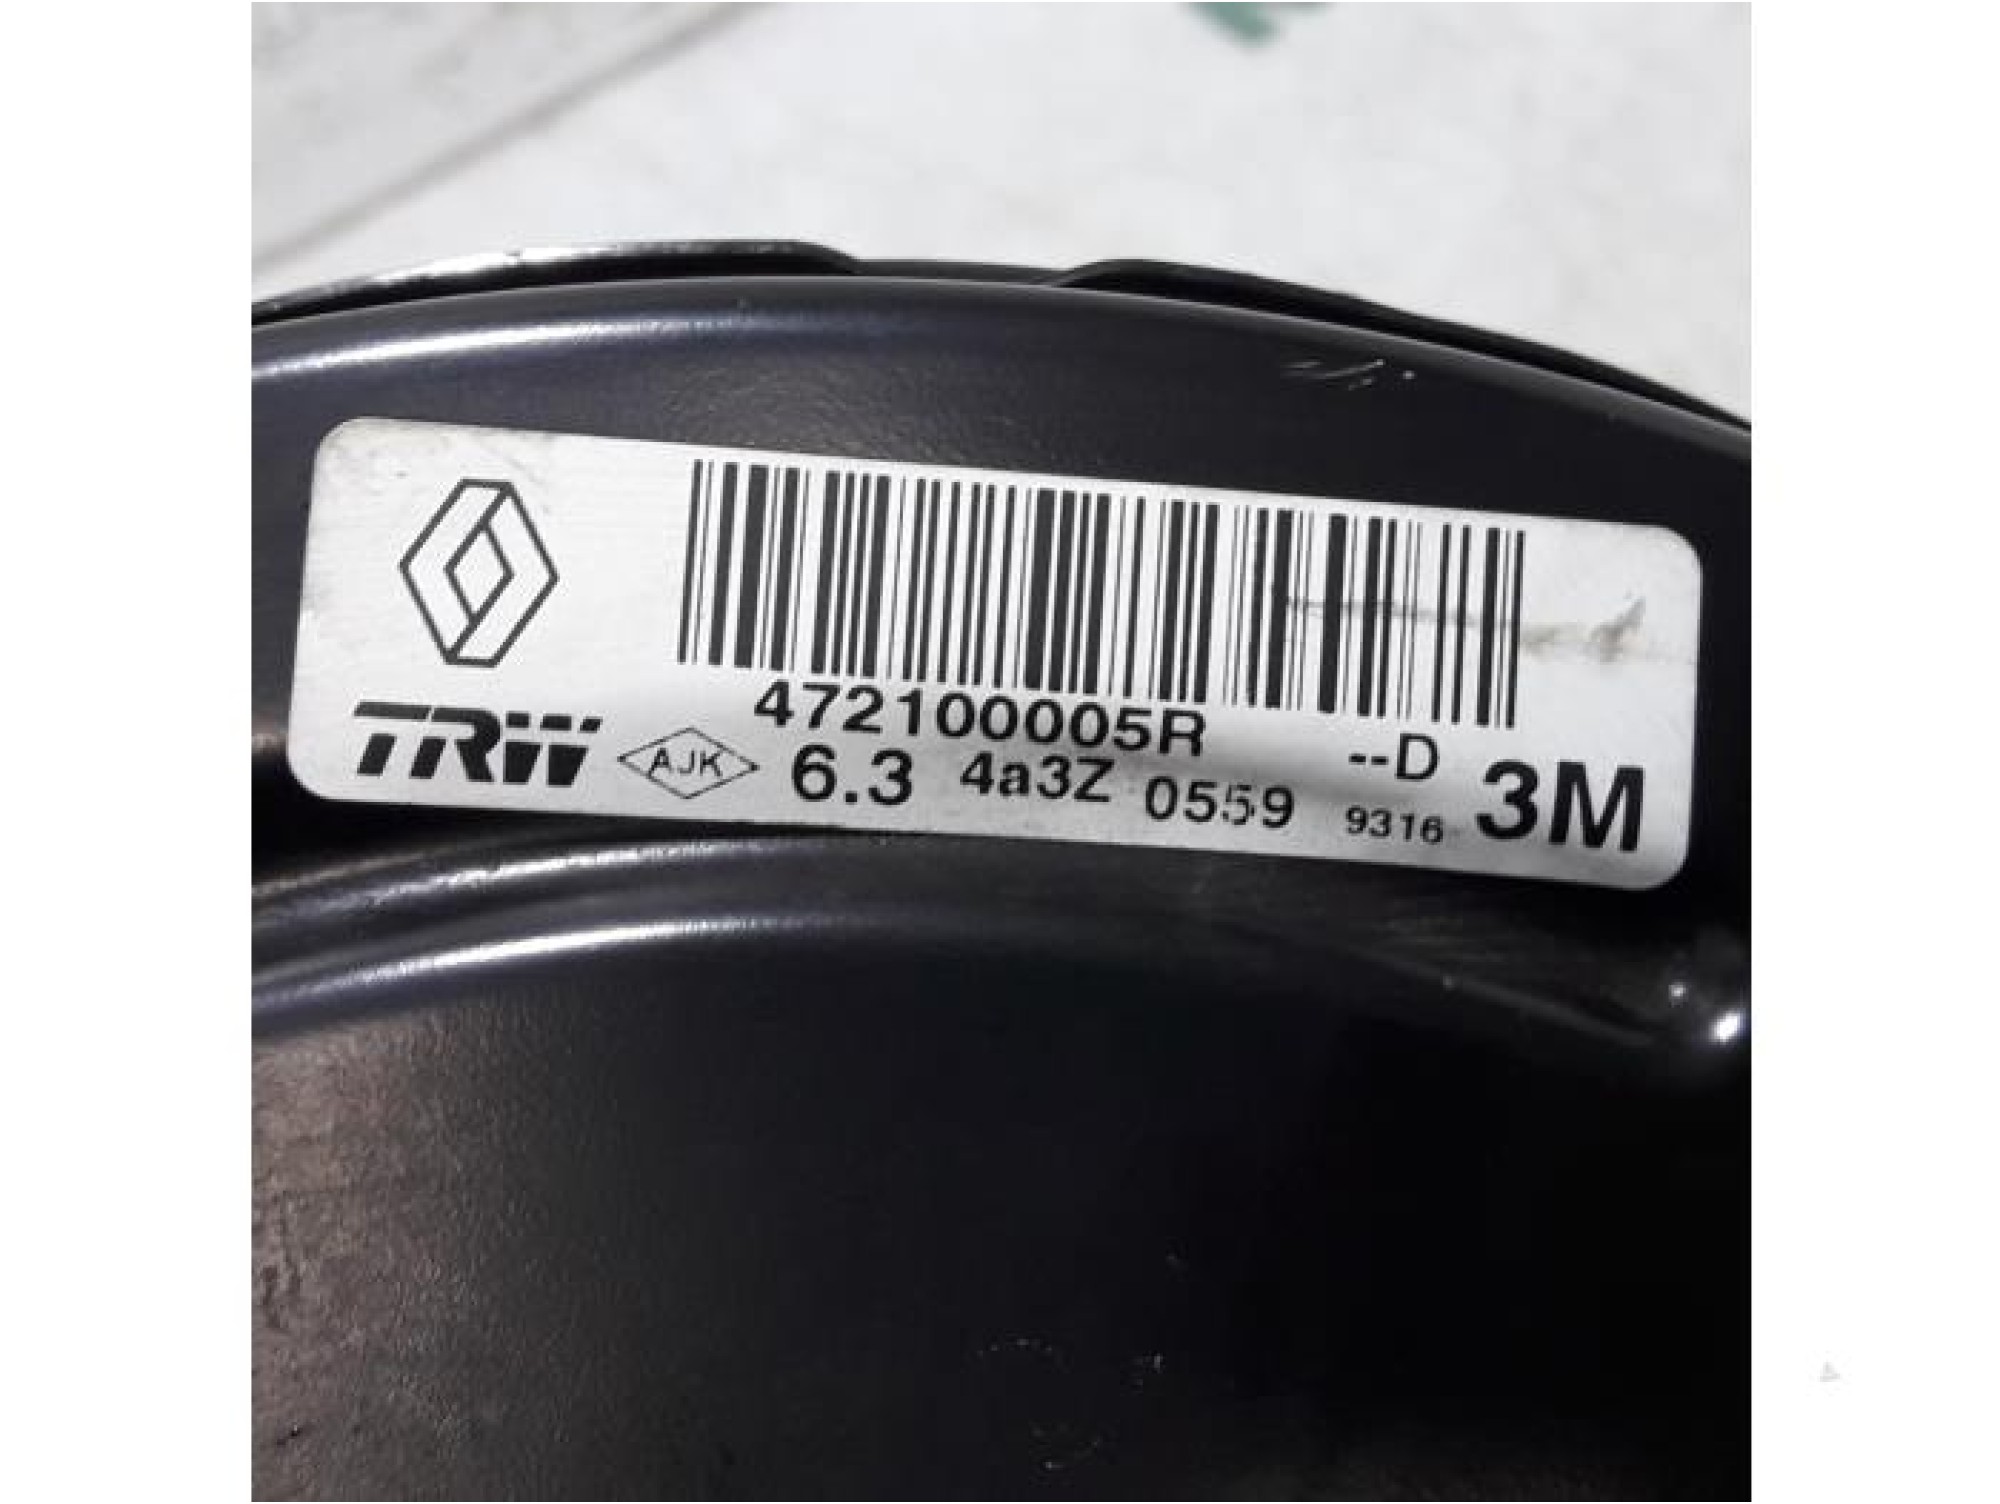 472100005R --D
TRW AJK 6.3 4a3Z 0559 9316 3M